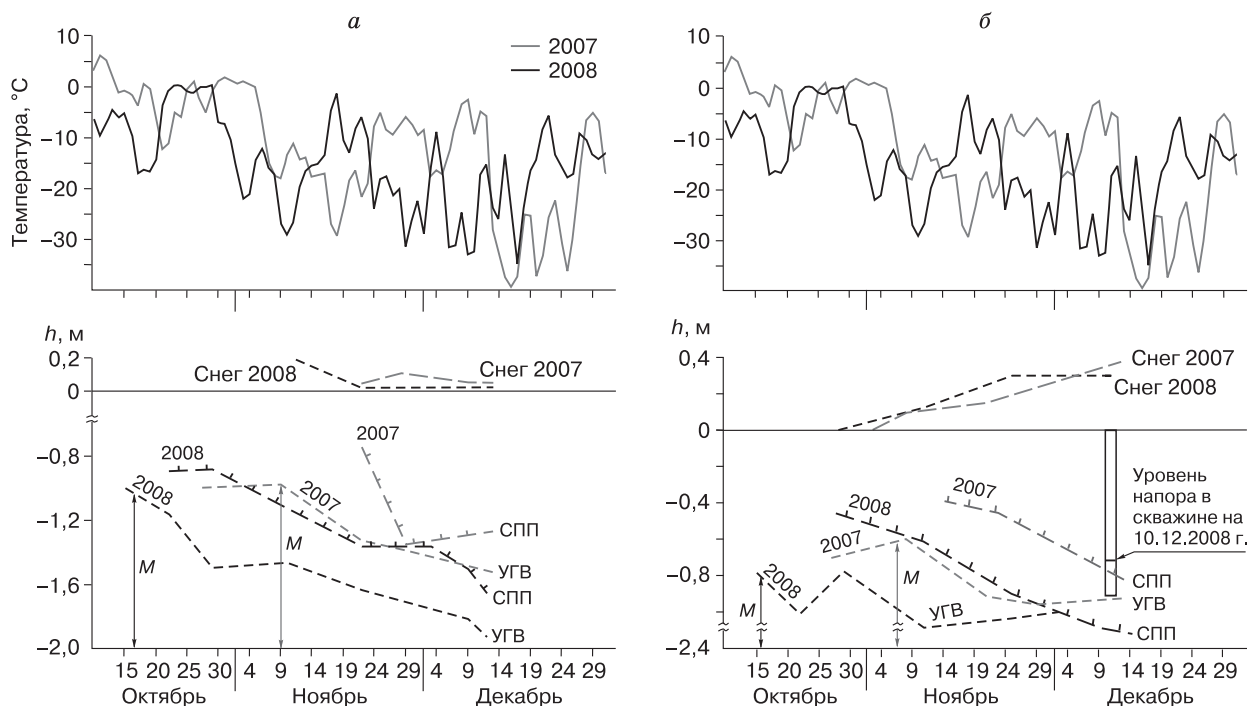 а
10
0
−10
−20
−30
Температура, °С
2007
2008
h, м
0,2
0
−0,8
−1,2
−1,6
−2,0
Снег 2008
Снег 2007
2007
2008
2008
2007
М
М
СПП
УГВ
СПП
УГВ
15 20 25 30 4 9 14 19 24 29 4 9 14 19 24 29
Октябрь Ноябрь Декабрь
б
10
0
−10
−20
−30
h, м
0,4
0
−0,4
−0,8
−2,4
Снег 2007
Снег 2008
2007
2008
2007
2008
М
М
УГВ
Уровень
напора в
скважине на
10.12.2008 г.
СПП
УГВ
СПП
15 20 25 30 4 9 14 19 24 29 4 9 14 19 24 29
Октябрь Ноябрь Декабрь